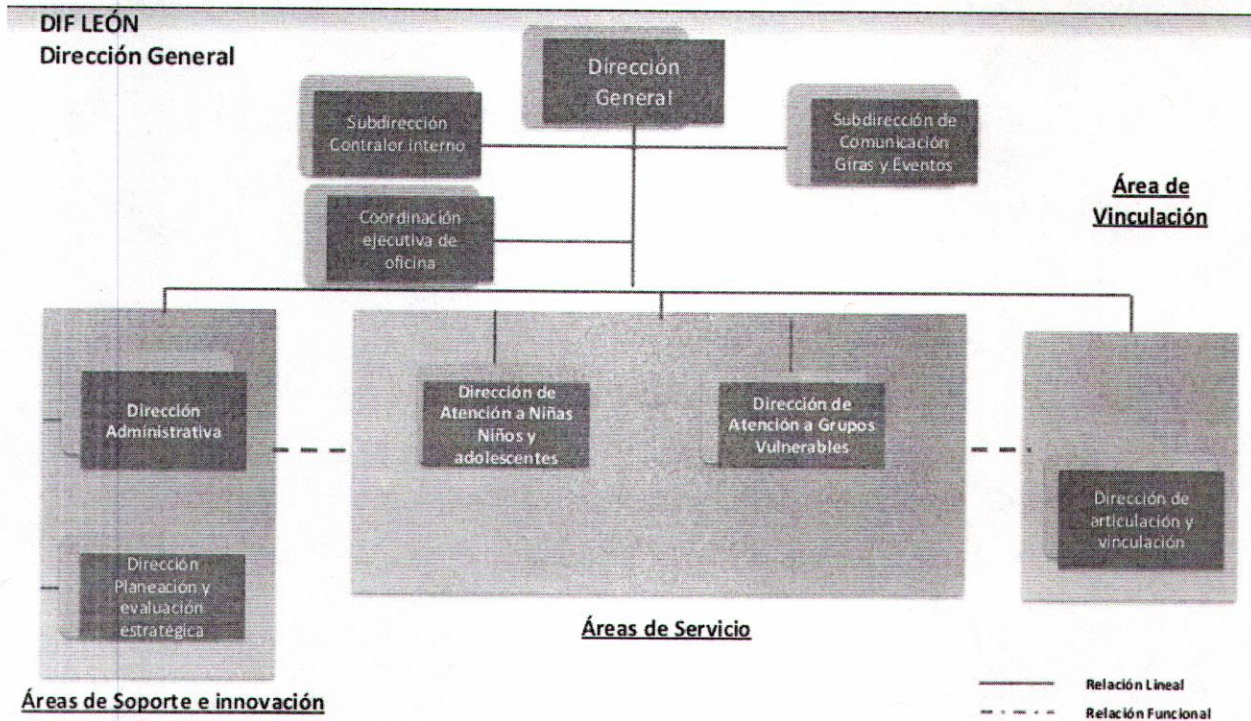 DIF LEÓN
Dirección General
Dirección
General
Subdirección
Contralor interno
Subdirección de
Comunicación
Giras y Eventos
Área de
Vinculación
Coordinación
ejecutiva de
oficina
Dirección
Administrativa
Dirección de
Atención a Niñas
Niños y
adolescentes
Dirección de
Atención a Grupos
Vulnerables
Dirección de
articulación y
vinculación
Dirección
Planeación y
evaluación
estratégica
Áreas de Servicio
Áreas de Soporte e innovación
Relación Lineal
Relación Funcional